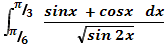 ∫_{π/6}^{π/3} (sinx + cosx dx) / √(sin 2x)